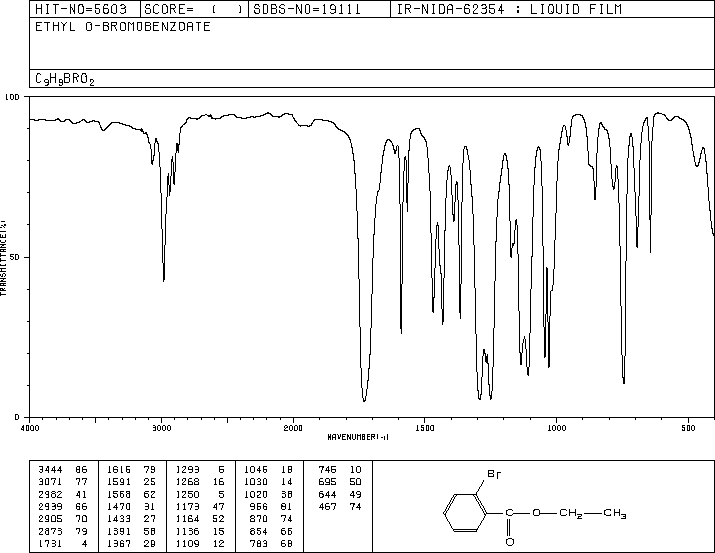 HIT-NO=5603 SCORE= ( ) SDBS-NO=19111 IR-NIDA-62354 : LIQUID FILM
ETHYL O-BROMOBENZOATE
C9H9BRO2
100
50
0
TRANSMITTANCE(%)
4000 3000 2000 1500 1000 500
WAVENUMBER(-1)
3444 86 1616 79 1293 5 1046 18 746 10
3071 77 1591 25 1268 16 1030 14 695 50
2982 41 1568 62 1250 5 1020 38 644 49
2939 66 1470 31 1173 47 956 81 467 74
2905 70 1433 27 1164 52 870 74
2873 79 1391 58 1136 15 854 66
1731 4 1367 29 1109 12 783 68
Br
C–O–CH2–CH3
O